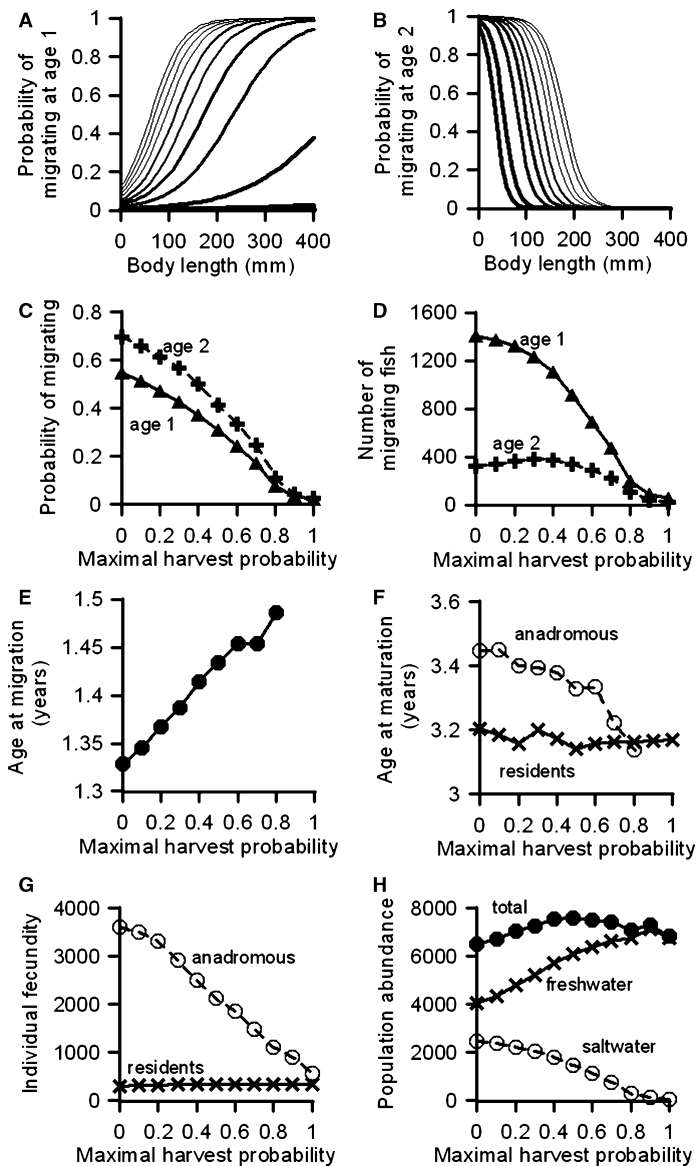 A
Probability of
migrating at age 1
1
0.8
0.6
0.4
0.2
0
0 100 200 300 400
Body length (mm)
B
Probability of
migrating at age 2
1
0.8
0.6
0.4
0.2
0
0 100 200 300 400
Body length (mm)
C
Probability of migrating
0.8
0.6
0.4
0.2
0
age 2
age 1
0 0.2 0.4 0.6 0.8 1
Maximal harvest probability
D
Number of
migrating fish
1600
1200
800
400
0
age 1
age 2
0 0.2 0.4 0.6 0.8 1
Maximal harvest probability
E
Age at migration
(years)
1.5
1.45
1.4
1.35
1.3
0 0.2 0.4 0.6 0.8 1
Maximal harvest probability
F
Age at maturation
(years)
3.6
3.4
3.2
3
anadromous
residents
0 0.2 0.4 0.6 0.8 1
Maximal harvest probability
G
Individual fecundity
4000
3000
2000
1000
0
anadromous
residents
0 0.2 0.4 0.6 0.8 1
Maximal harvest probability
H
Population abundance
8000
6000
4000
2000
0
total
freshwater
saltwater
0 0.2 0.4 0.6 0.8 1
Maximal harvest probability